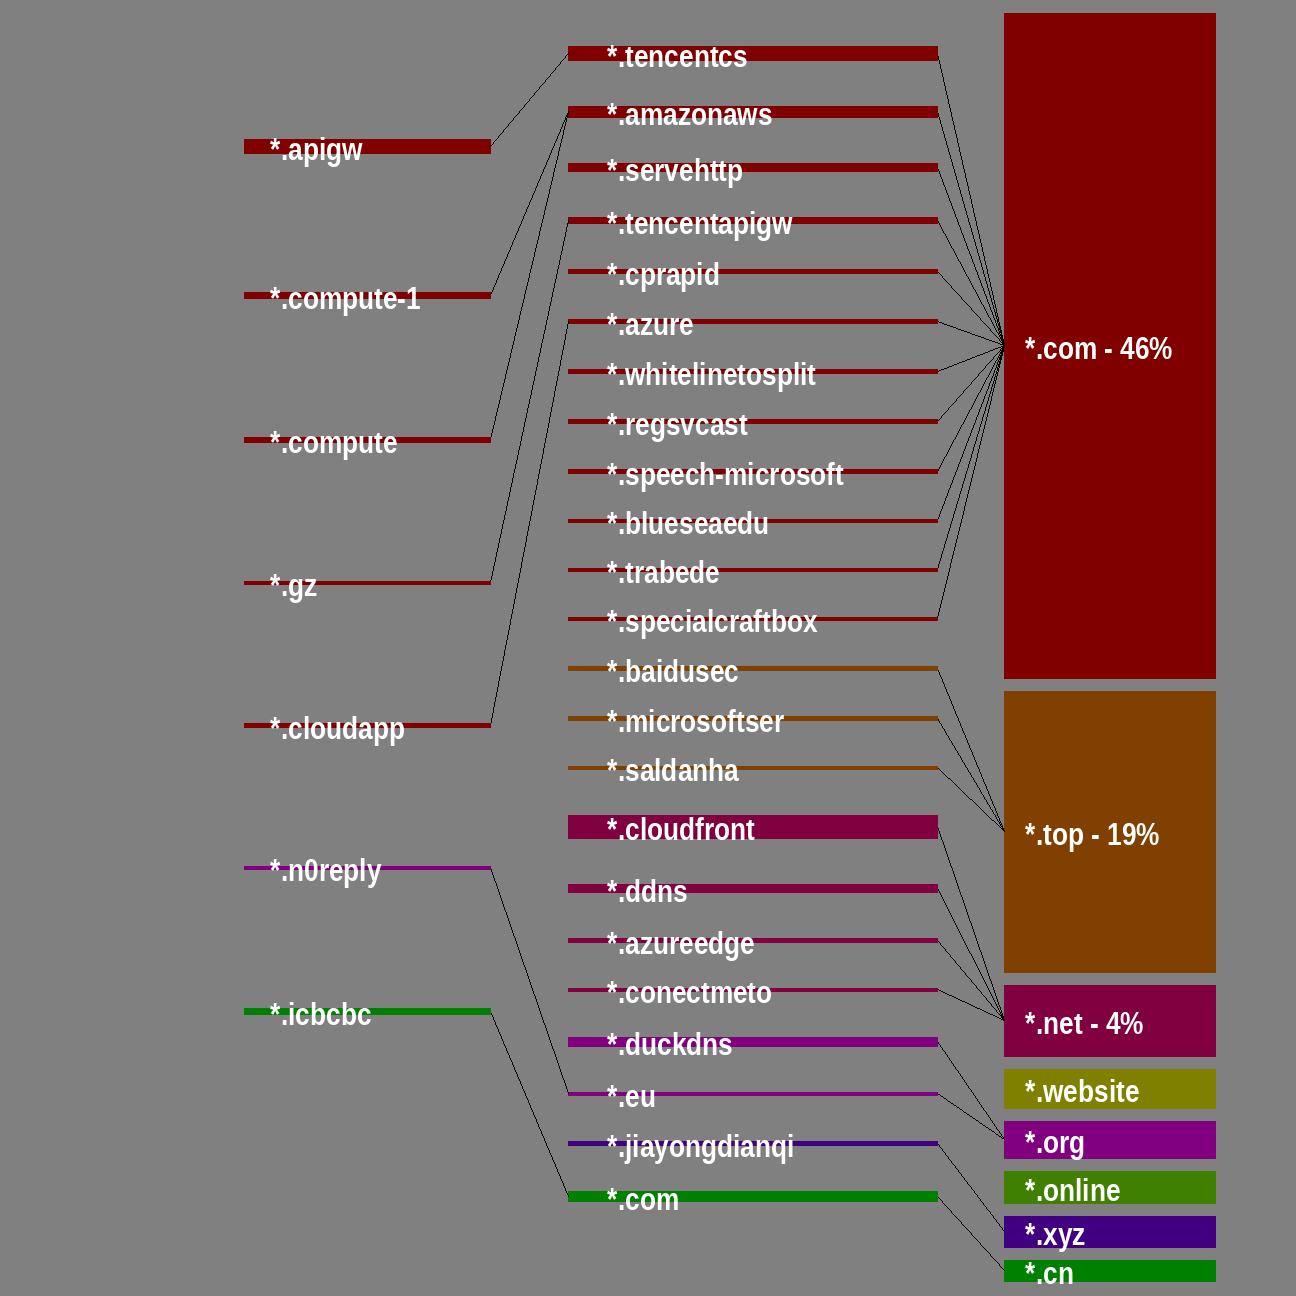 *.apigw
*.compute-1
*.compute
*.gz
*.cloudapp
*.n0reply
*.icbcbc
*.tencentcs
*.amazonaws
*.servehttp
*.tencentapigw
*.cprapid
*.azure
*.whitelinetosplit
*.regsvcast
*.speech-microsoft
*.blueseaedu
*.trabede
*.specialcraftbox
*.baidusec
*.microsoftser
*.saldanha
*.cloudfront
*.ddns
*.azureedge
*.conectmeto
*.duckdns
*.eu
*.jiayongdianqi
*.com
*.com - 46%
*.top - 19%
*.net - 4%
*.website
*.org
*.online
*.xyz
*.cn